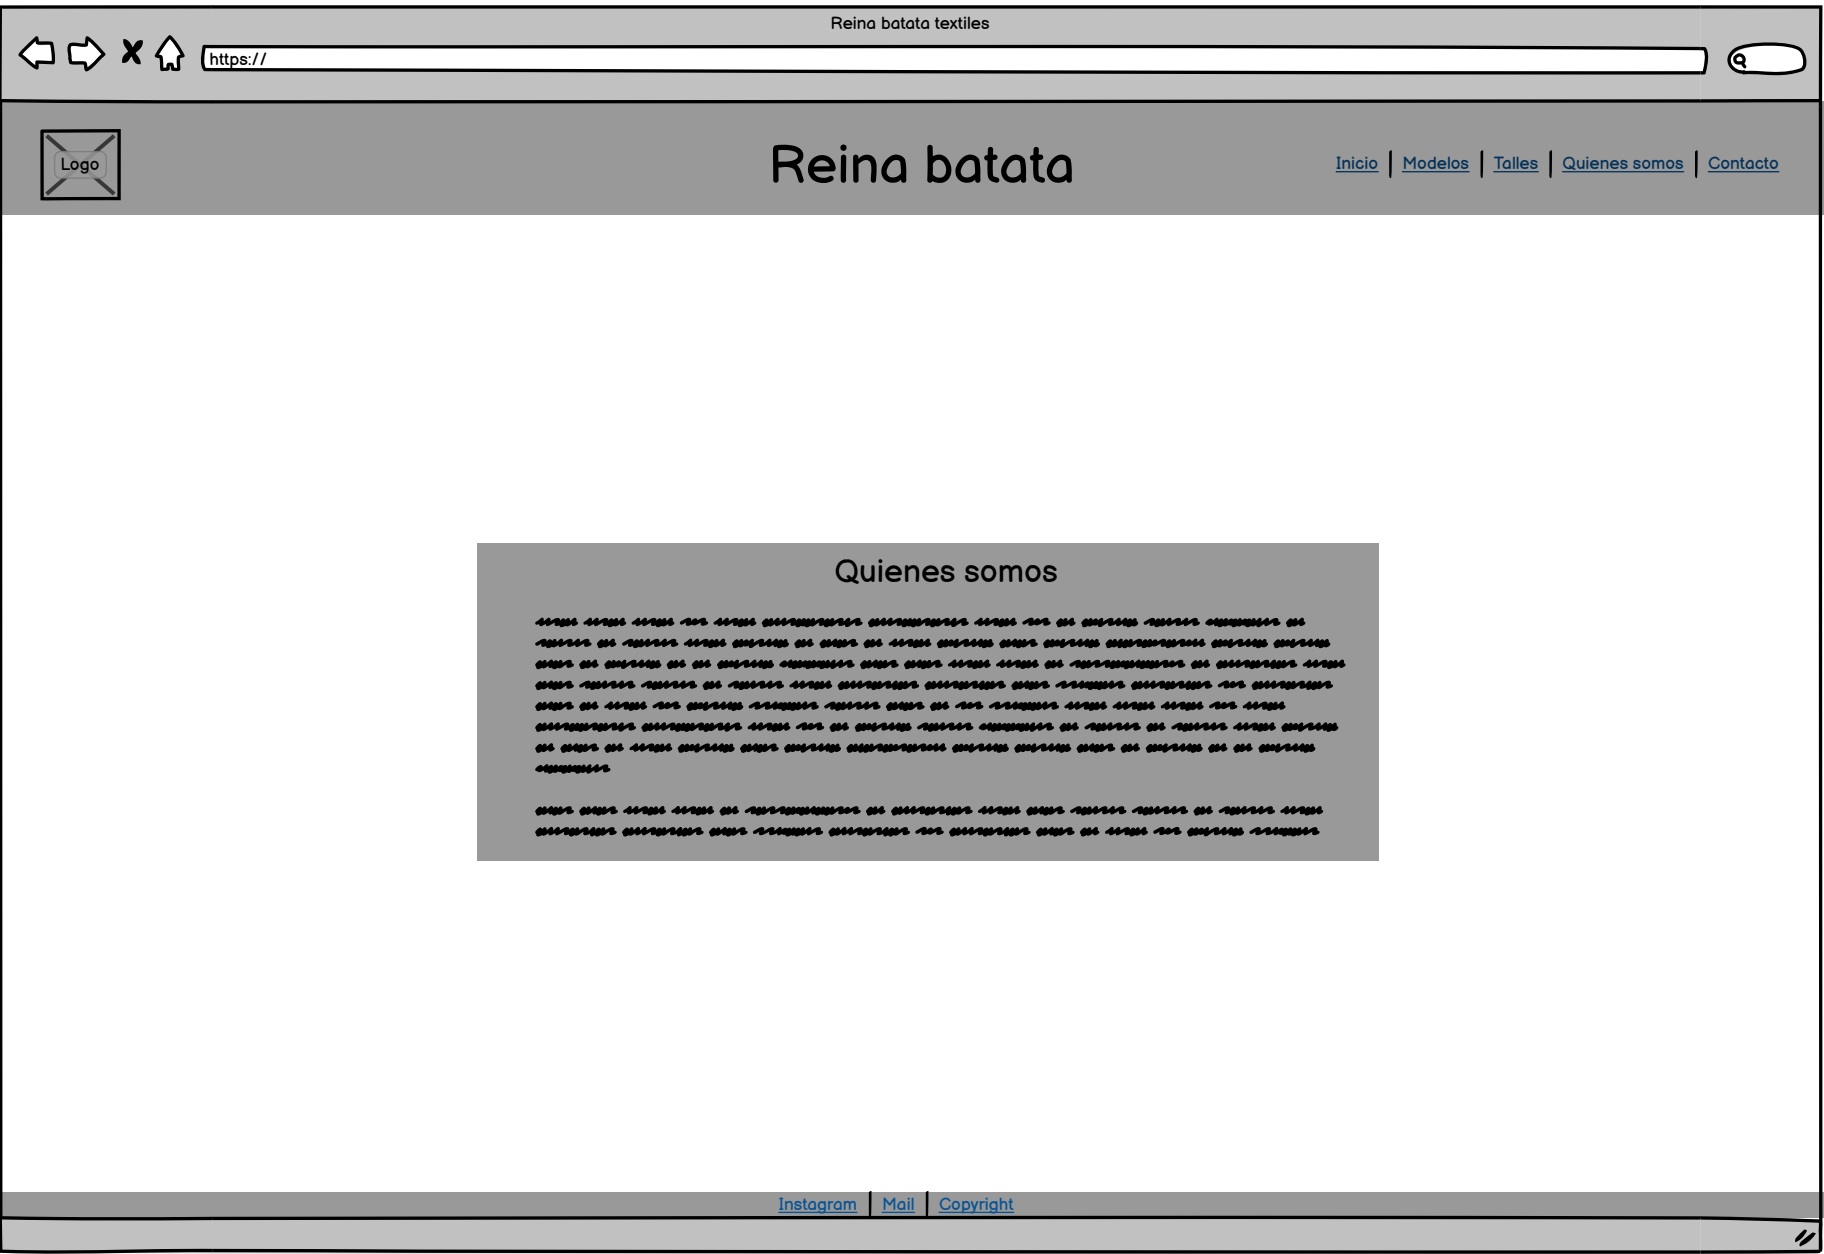 Reina batata textiles
https://
Logo
Reina batata
Inicio | Modelos | Talles | Quienes somos | Contacto
Quienes somos
Instagram | Mail | Copyright